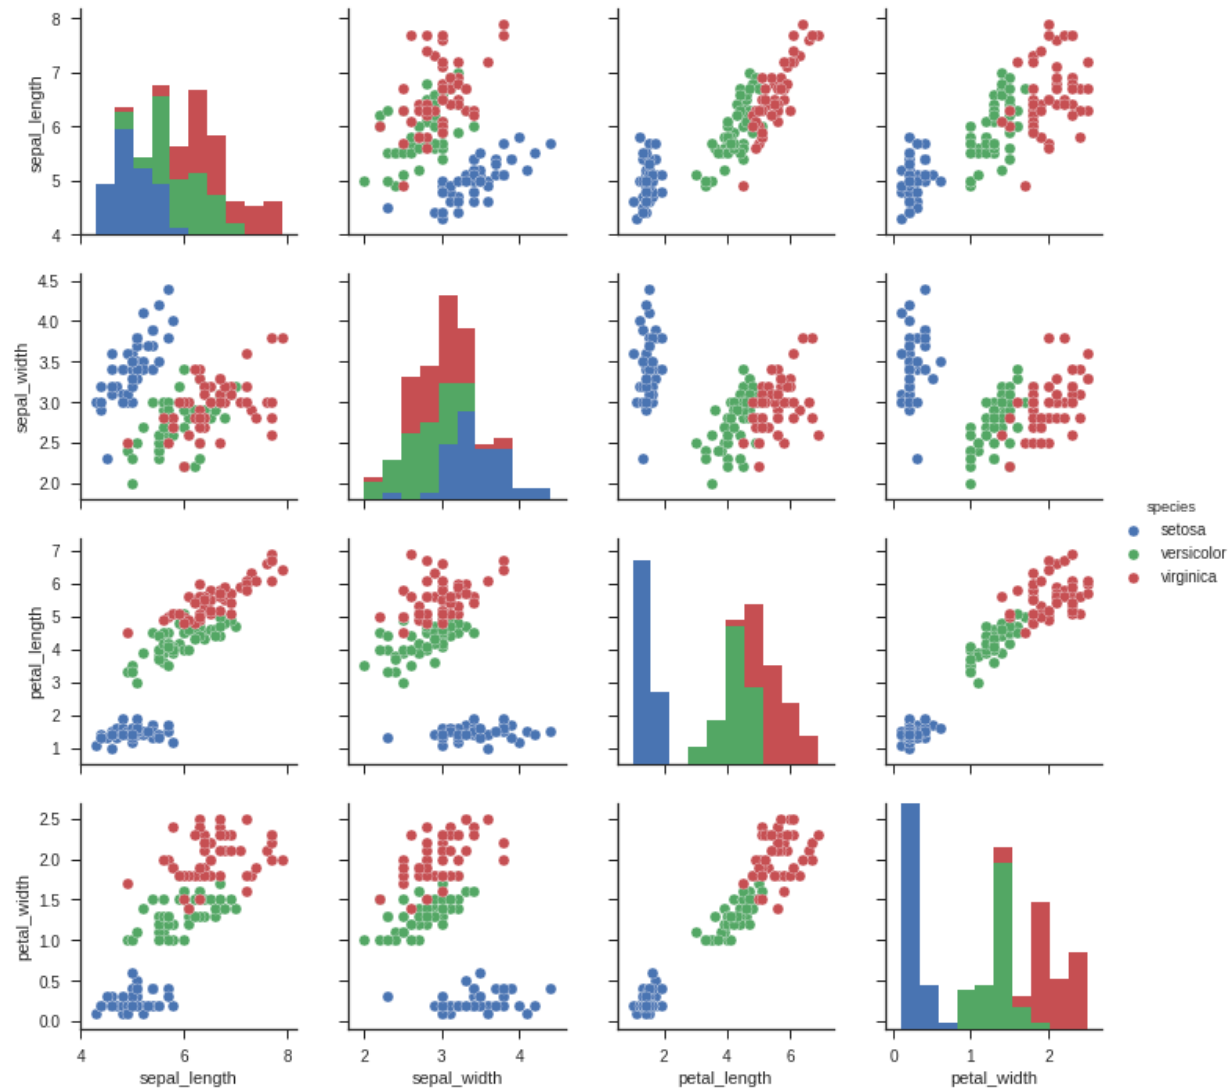 8
7
6
5
4
sepal_length
4.5
4.0
3.5
3.0
2.5
2.0
sepal_width
species
setosa
versicolor
virginica
7
6
5
4
3
2
1
petal_length
2.5
2.0
1.5
1.0
0.5
0.0
petal_width
4 6 8 2 3 4 2 4 6 0 1 2
sepal_length sepal_width petal_length petal_width